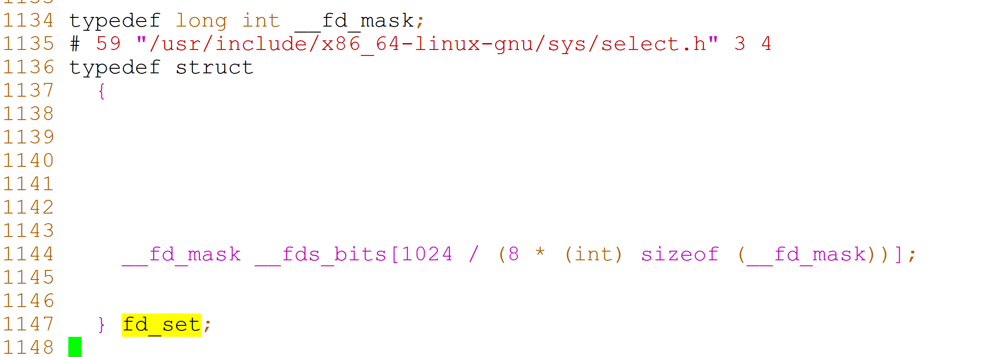 1134 typedef long int __fd_mask;
1135 # 59 "/usr/include/x86_64-linux-gnu/sys/select.h" 3 4
1136 typedef struct
1137   {
1138
1139
1140
1141
1142
1143
1144     __fd_mask __fds_bits[1024 / (8 * (int) sizeof (__fd_mask))];
1145
1146
1147   } fd_set;
1148